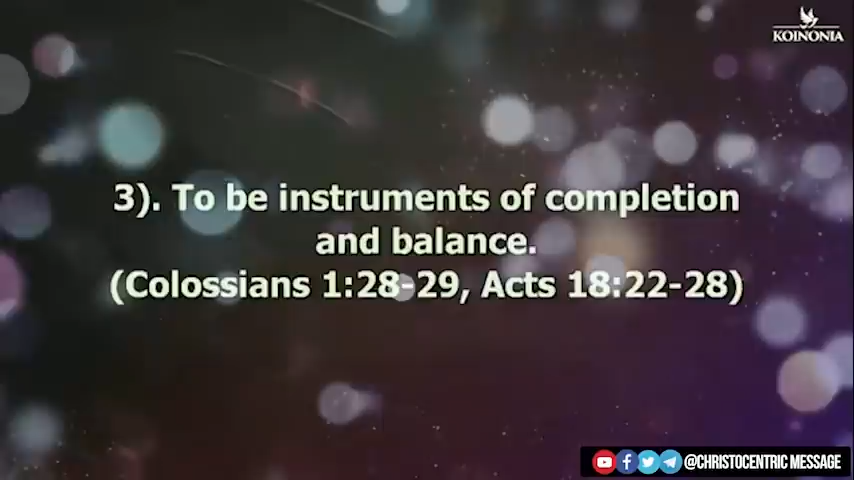 KOINONIA
3). To be instruments of completion
and balance.
(Colossians 1:28-29, Acts 18:22-28)
@CHRISTOCENTRIC MESSAGE